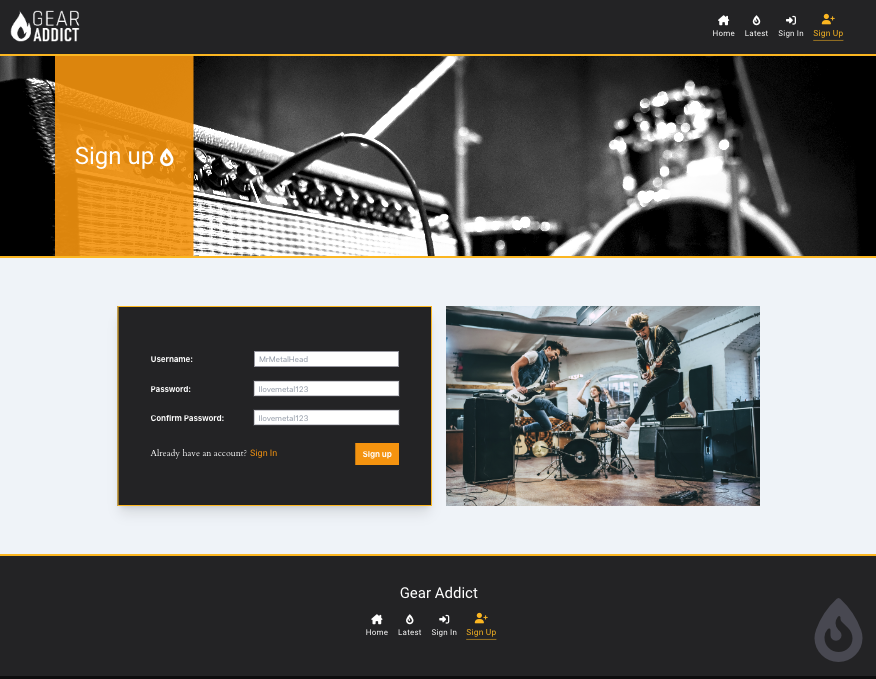 GEAR
ADDICT
Home Latest Sign In Sign Up
Sign up
Username: MrMetalHead
Password: Ilovemetal123
Confirm Password: Ilovemetal123
Already have an account? Sign In Sign up
Gear Addict
Home Latest Sign In Sign Up